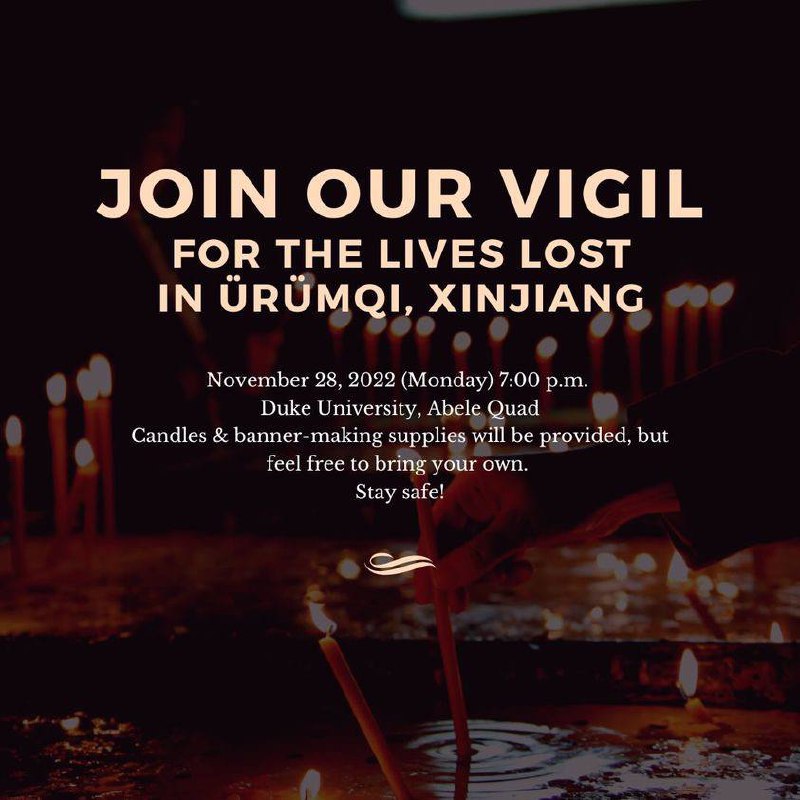 JOIN OUR VIGIL
FOR THE LIVES LOST
IN ÜRÜMQI, XINJIANG
November 28, 2022 (Monday) 7:00 p.m.
Duke University, Abele Quad
Candles & banner-making supplies will be provided, but
feel free to bring your own.
Stay safe!